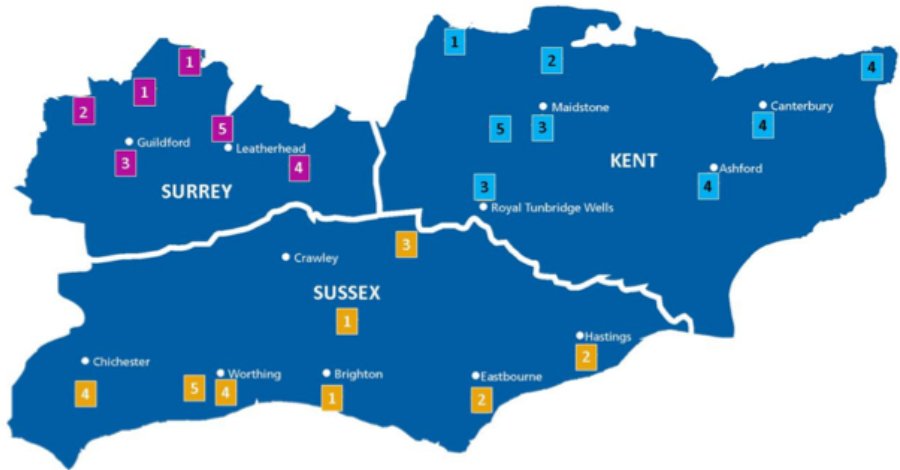 1
2
4
1
1
2
Maidstone
Canterbury
5
5
3
4
Guildford
Leatherhead
KENT
3
4
Ashford
SURREY
3
4
Royal Tunbridge Wells
3
Crawley
SUSSEX
1
Hastings
2
Chichester
Worthing
Brighton
Eastbourne
4
5
4
1
2